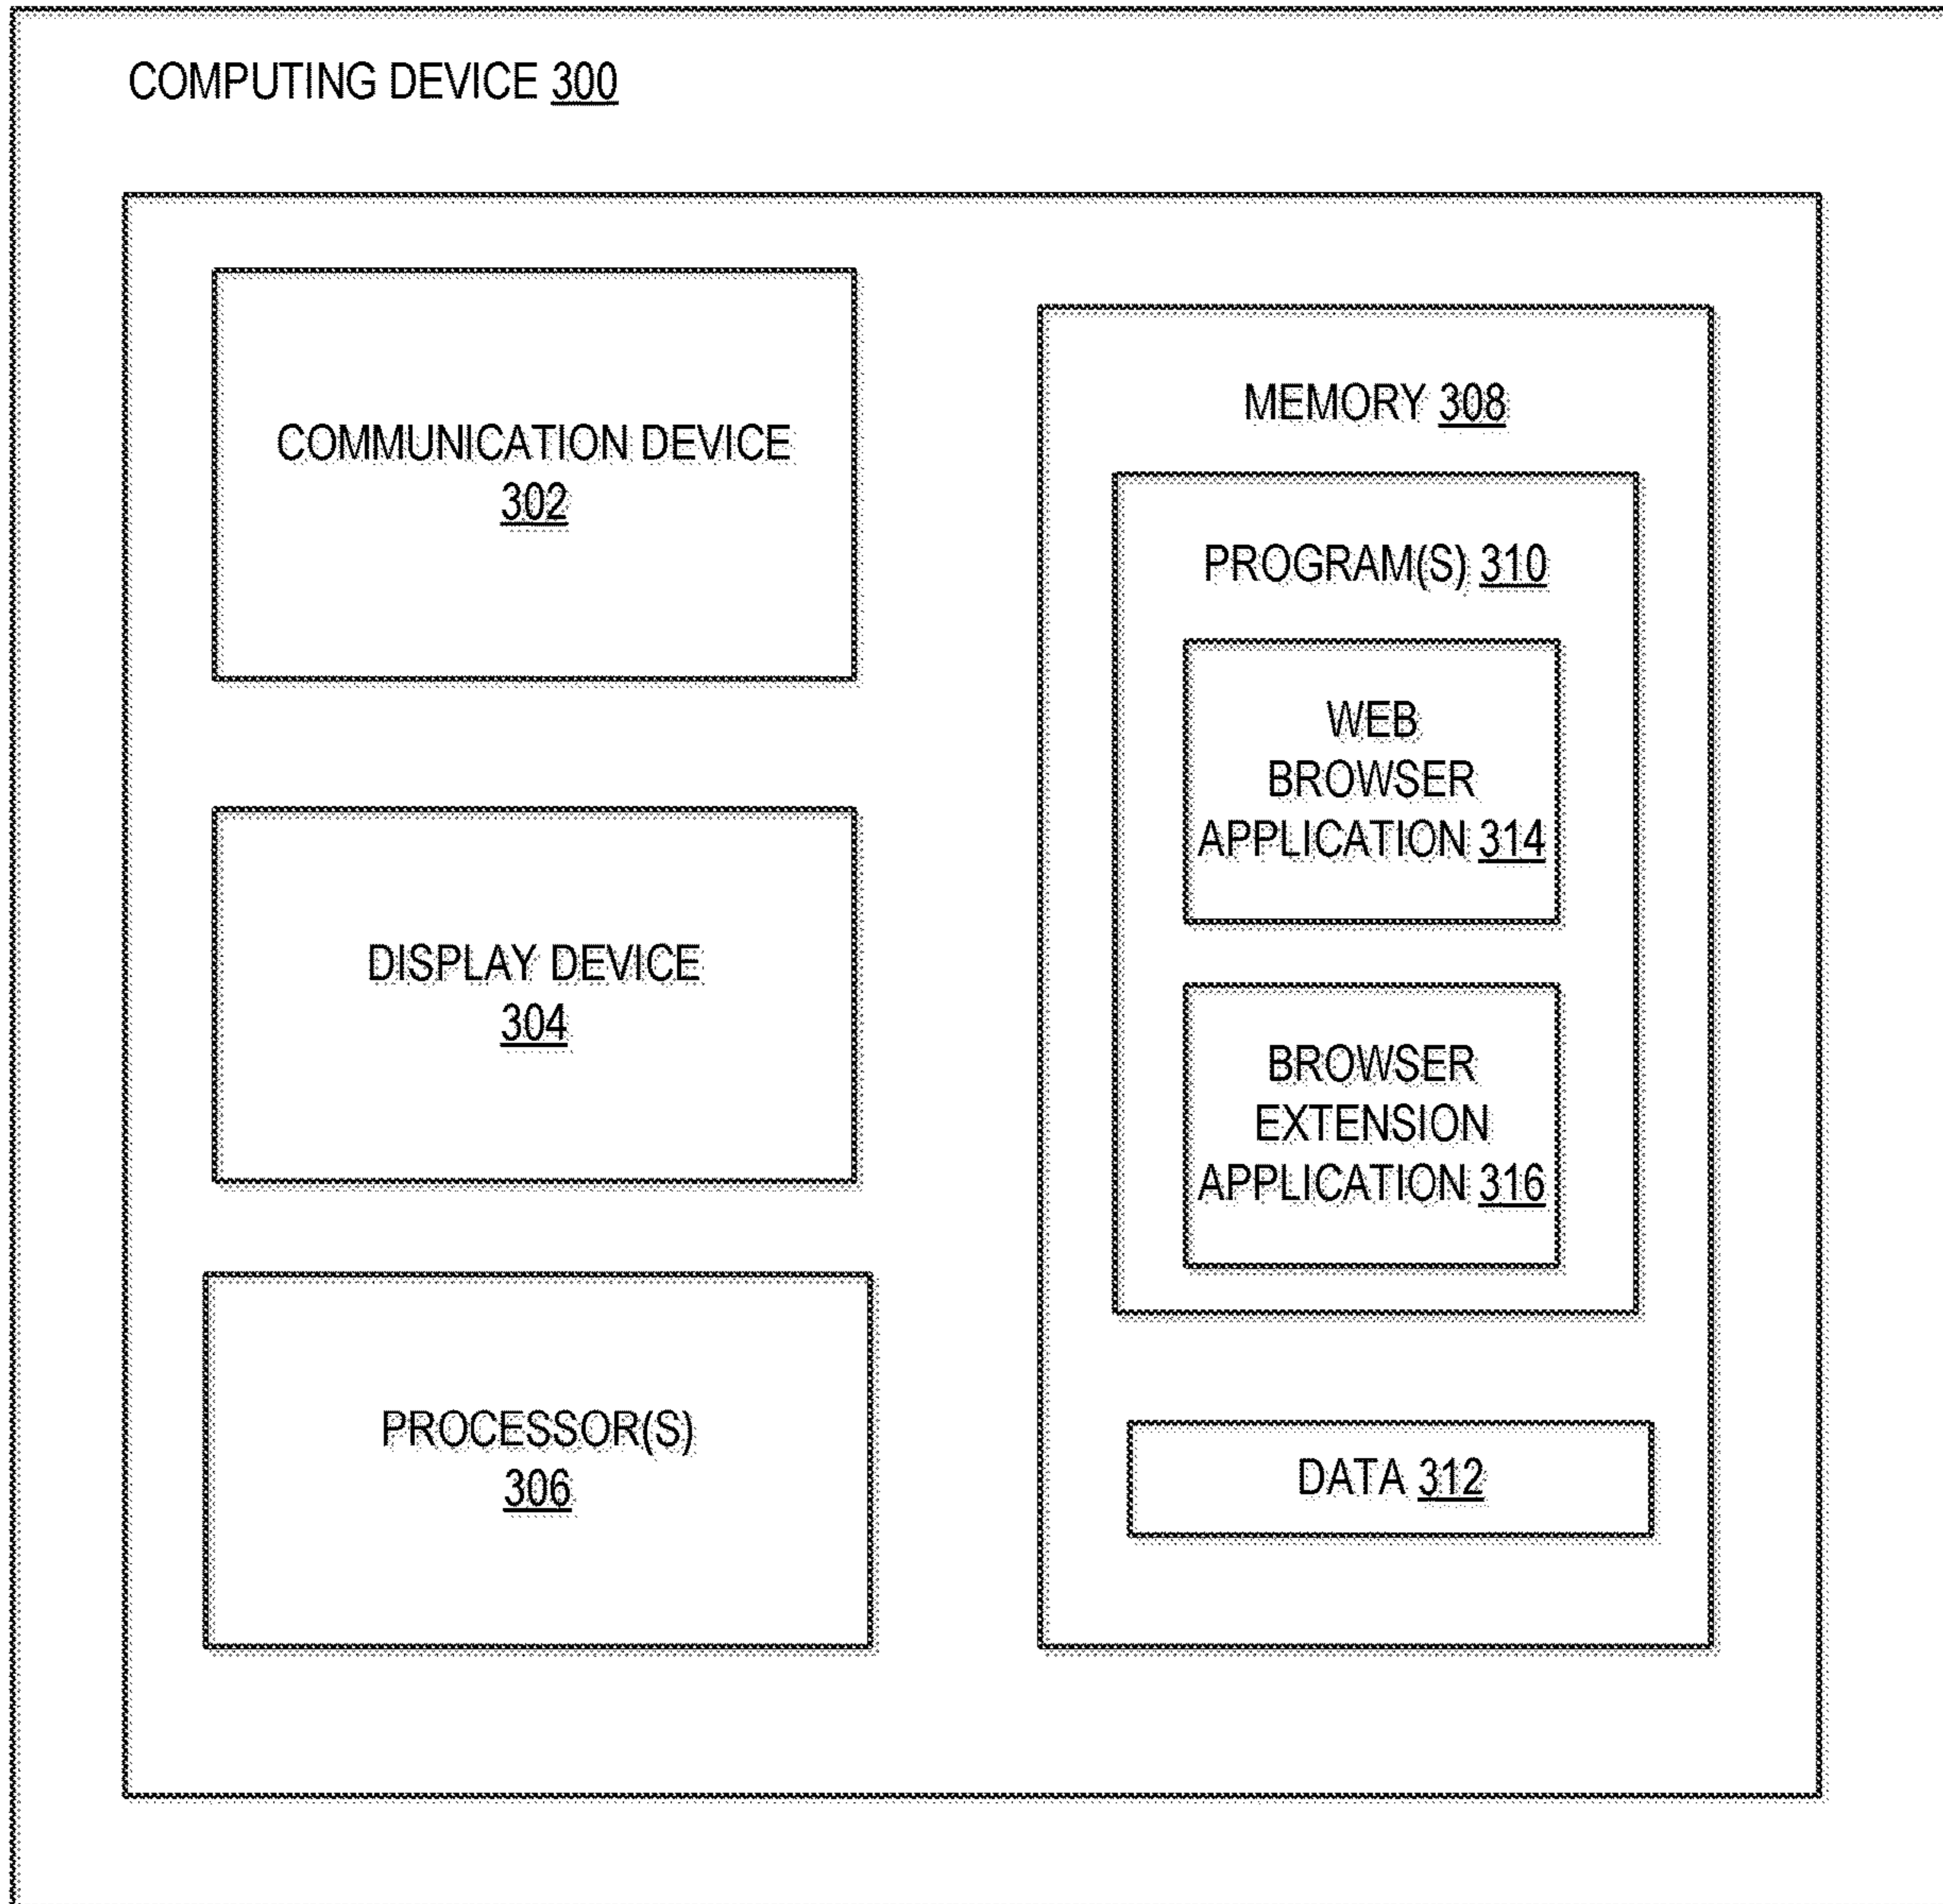 COMPUTING DEVICE 300
COMMUNICATION DEVICE
302
DISPLAY DEVICE
304
PROCESSOR(S)
306
MEMORY 308
PROGRAM(S) 310
WEB
BROWSER
APPLICATION 314
BROWSER
EXTENSION
APPLICATION 316
DATA 312